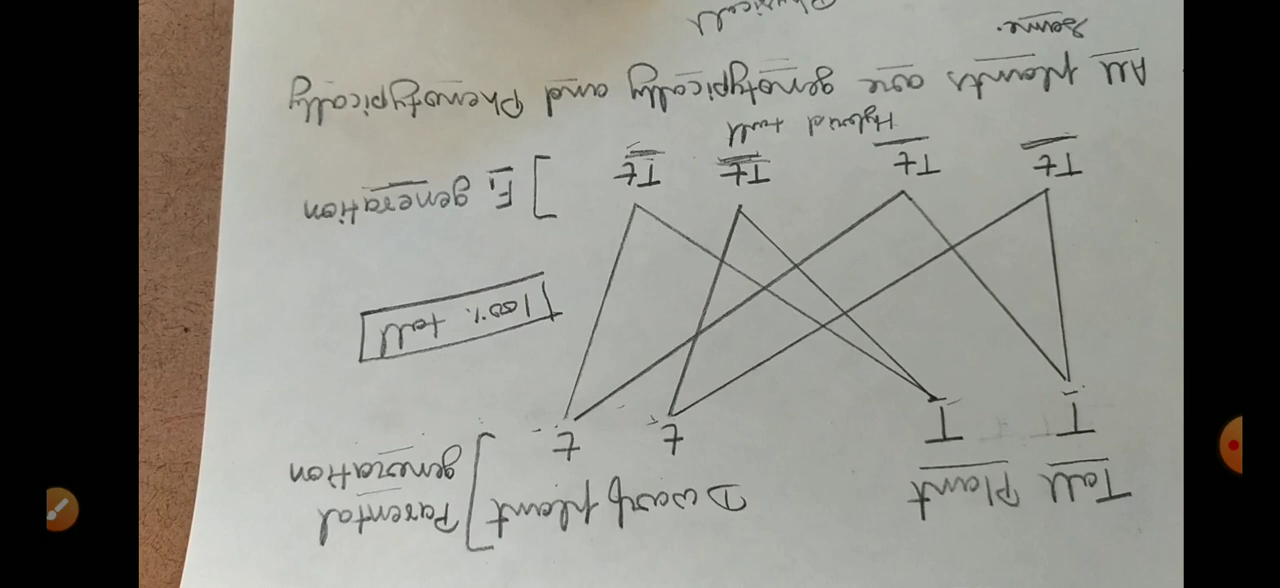 Tall Plant Dwarf plant ] Parental generation
T T t t
100% tall
Tt Tt Tt Tt ] F1 generation
Hybrid tall
All plants are genotypically and Phenotypically
same.